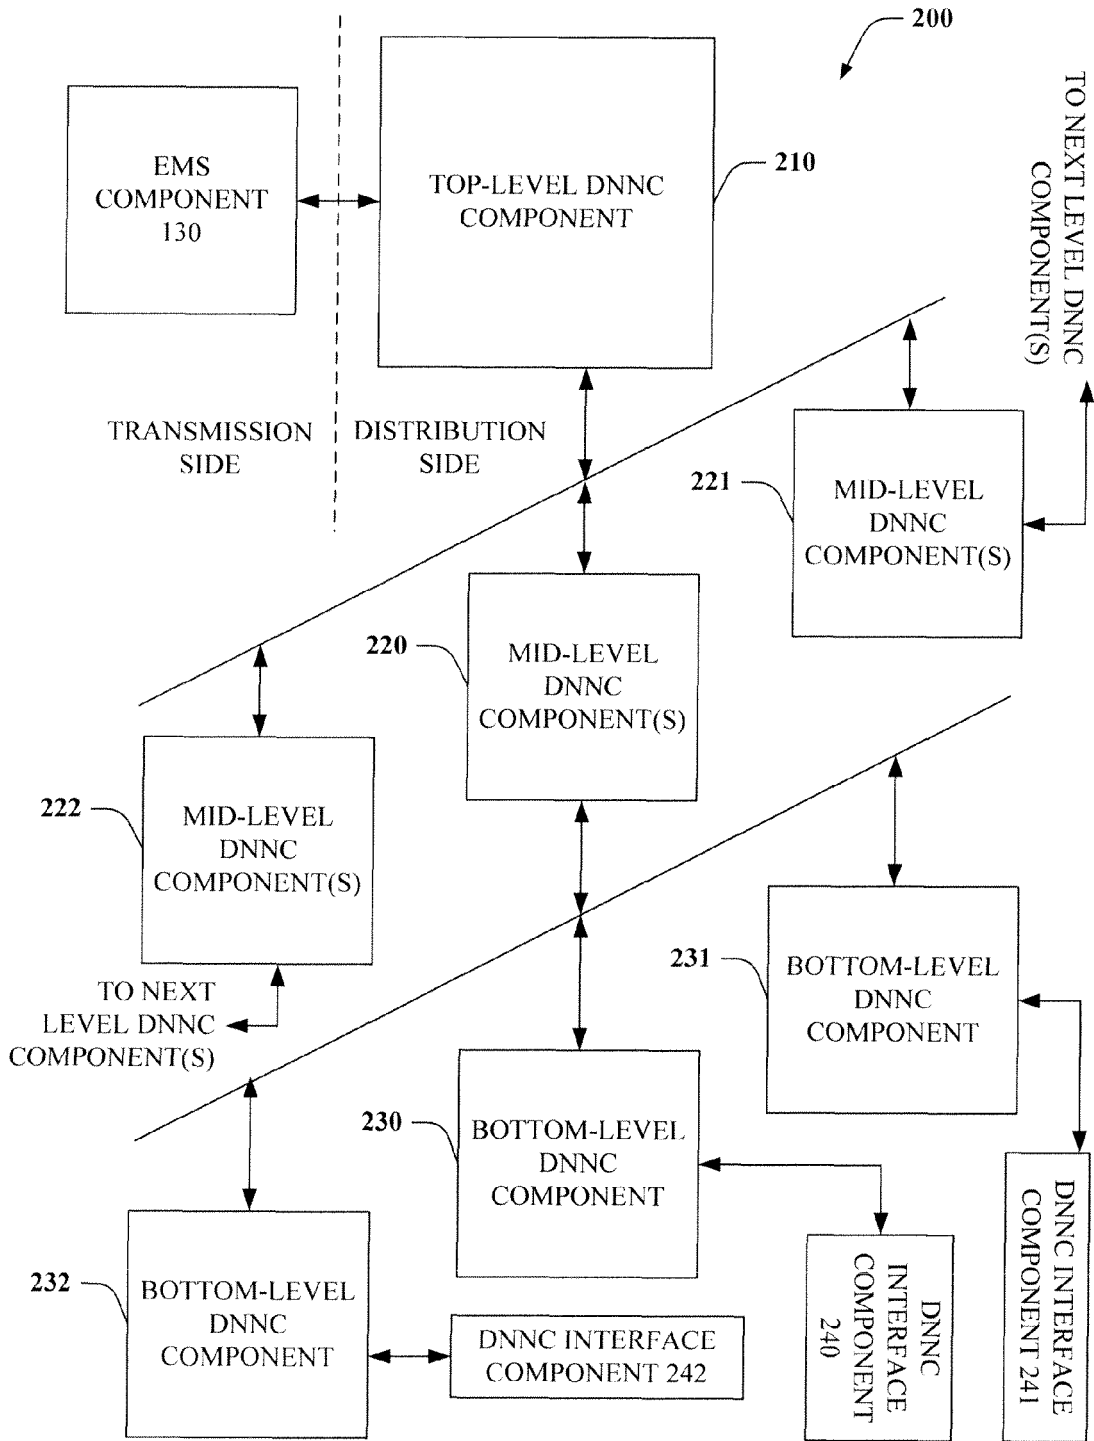 200
EMS
COMPONENT
130
TOP-LEVEL DNNC
COMPONENT
210
TO NEXT LEVEL DNNC
COMPONENT(S)
TRANSMISSION
SIDE
DISTRIBUTION
SIDE
221
MID-LEVEL
DNNC
COMPONENT(S)
220
MID-LEVEL
DNNC
COMPONENT(S)
222
MID-LEVEL
DNNC
COMPONENT(S)
TO NEXT
LEVEL DNNC
COMPONENT(S)
231
BOTTOM-LEVEL
DNNC
COMPONENT
230
BOTTOM-LEVEL
DNNC
COMPONENT
232
BOTTOM-LEVEL
DNNC
COMPONENT
DNNC INTERFACE
COMPONENT 242
DNNC
INTERFACE
COMPONENT
240
DNNC INTERFACE
COMPONENT 241